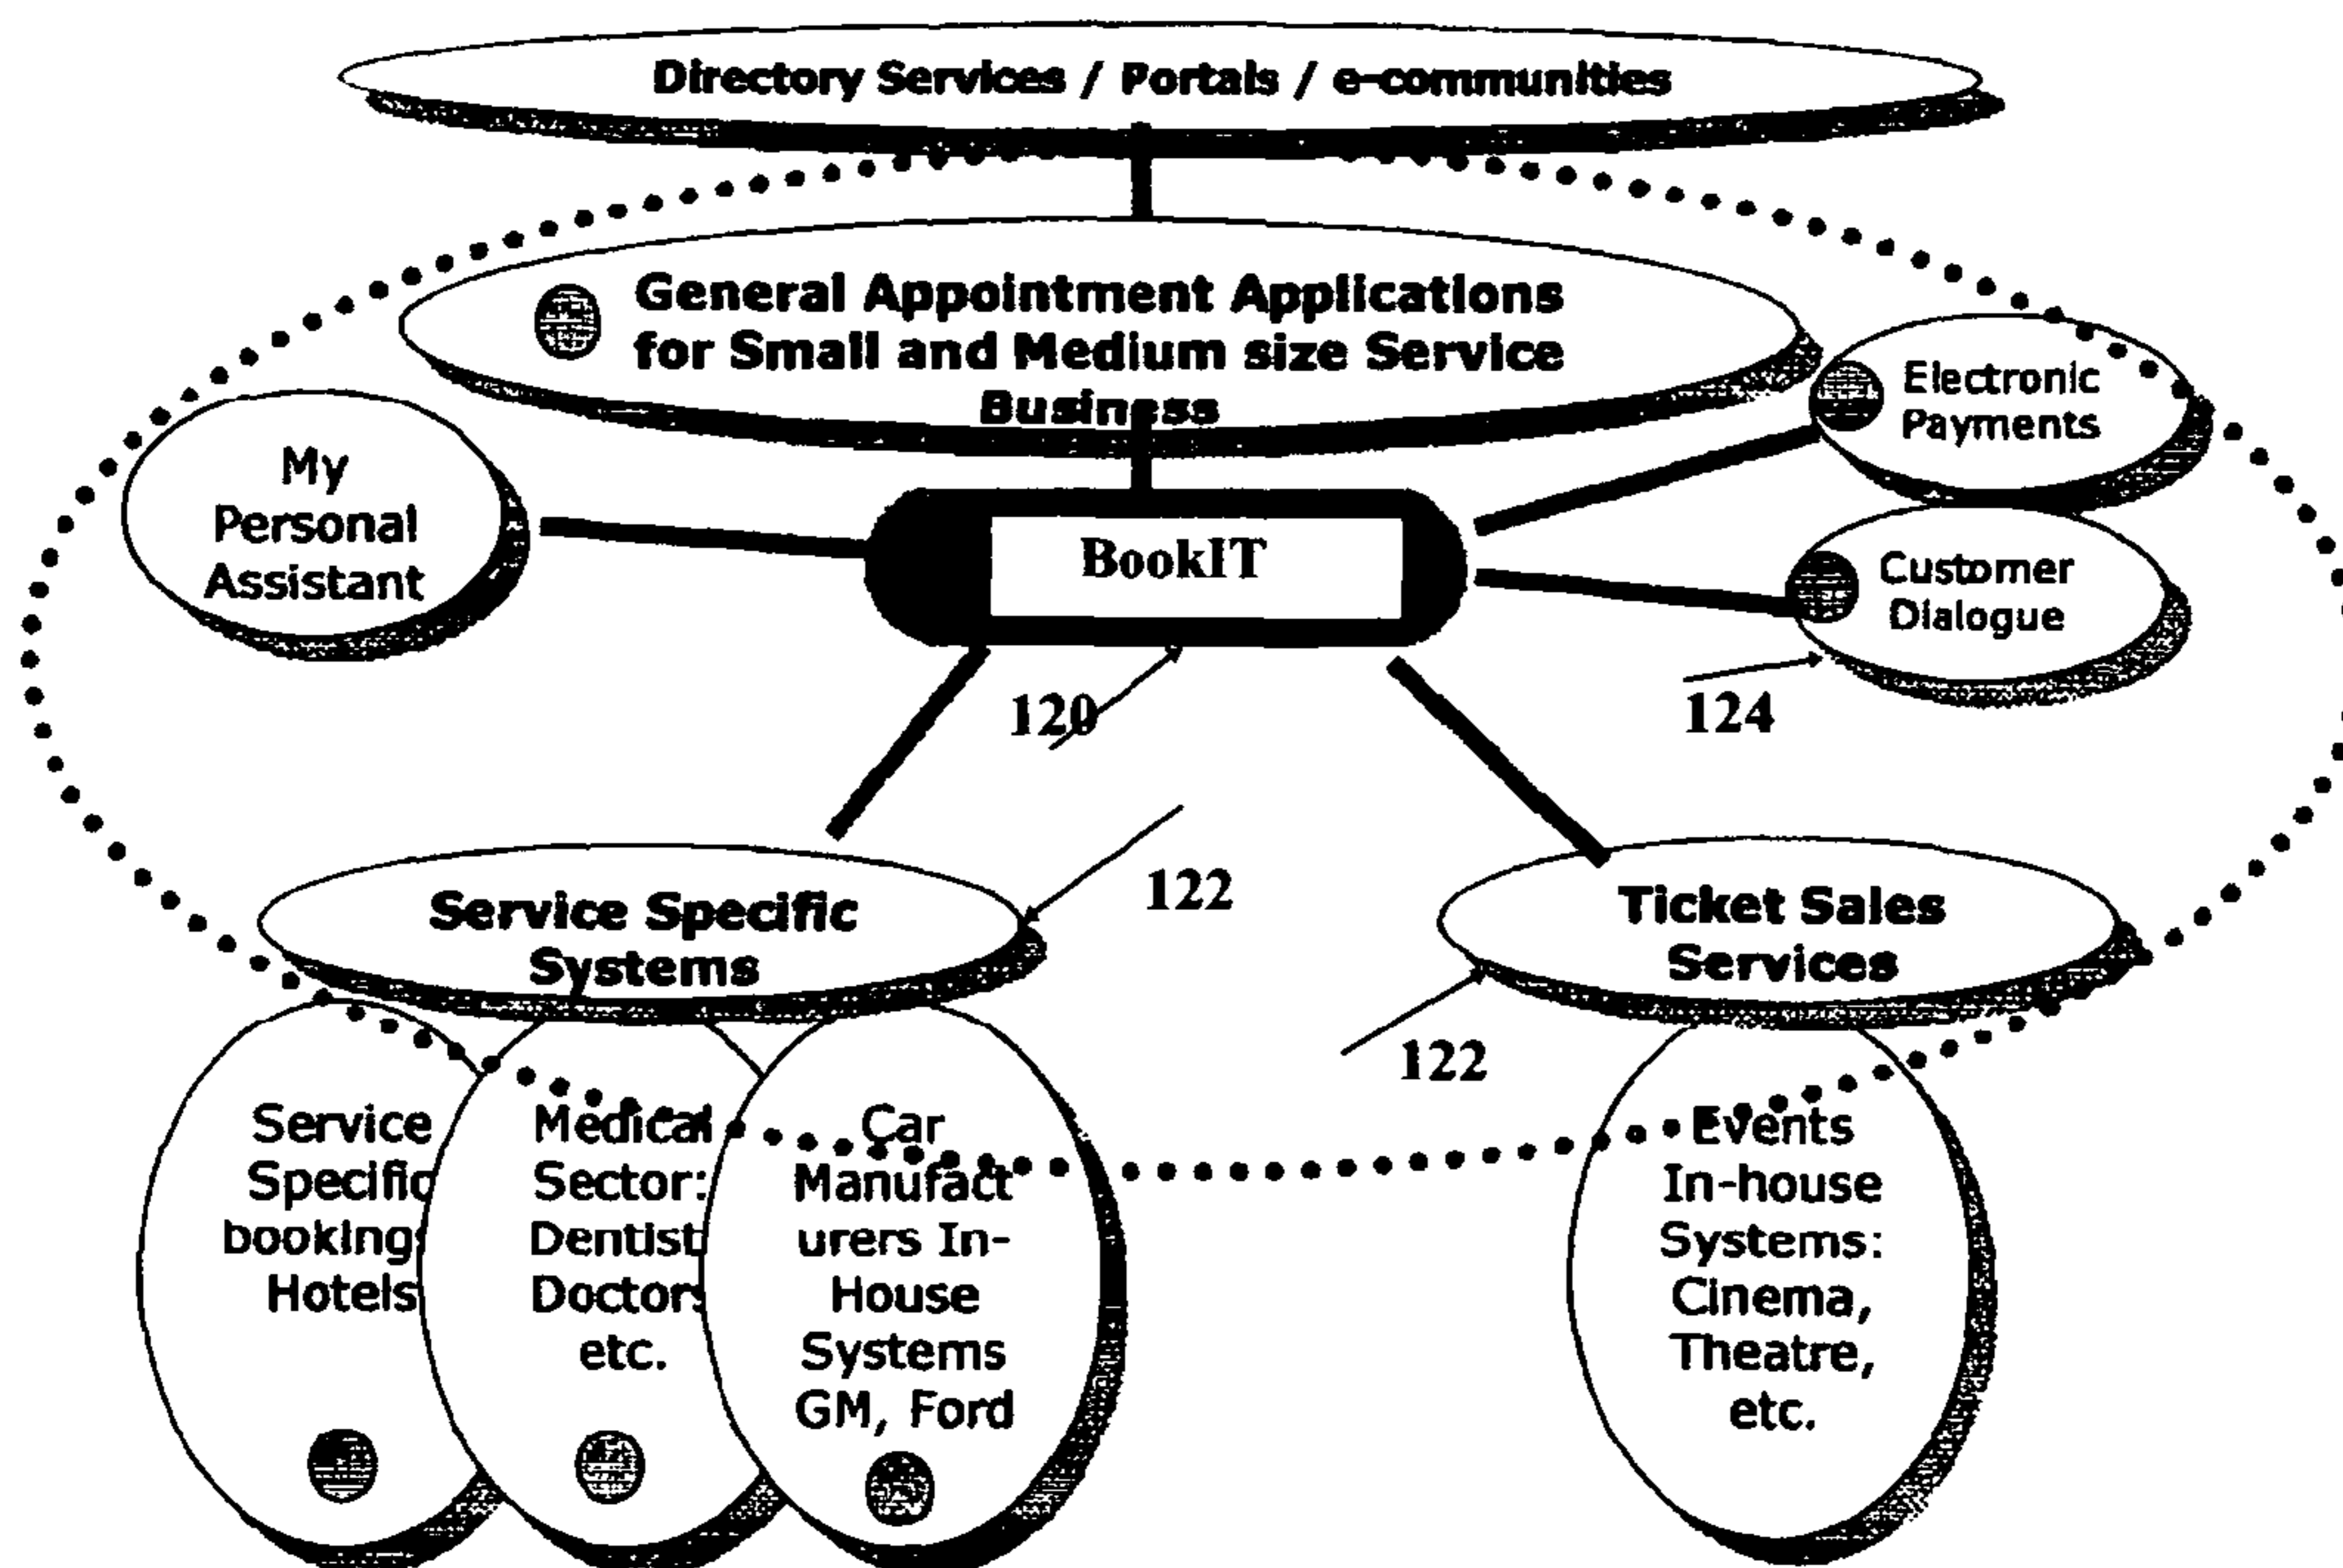 Directory Services / Portals / e-communities
General Appointment Applications
for Small and Medium size Service
Business
Electronic
Payments
My
Personal
Assistant
BookIT
Customer
Dialogue
120
124
122
Service Specific
Systems
Ticket Sales
Services
122
Service
Specific
booking
Hotels
Medical
Sector:
Dentist
Doctor
etc.
Car
Manufact
urers In-
House
Systems
GM, Ford
Events
In-house
Systems:
Cinema,
Theatre,
etc.